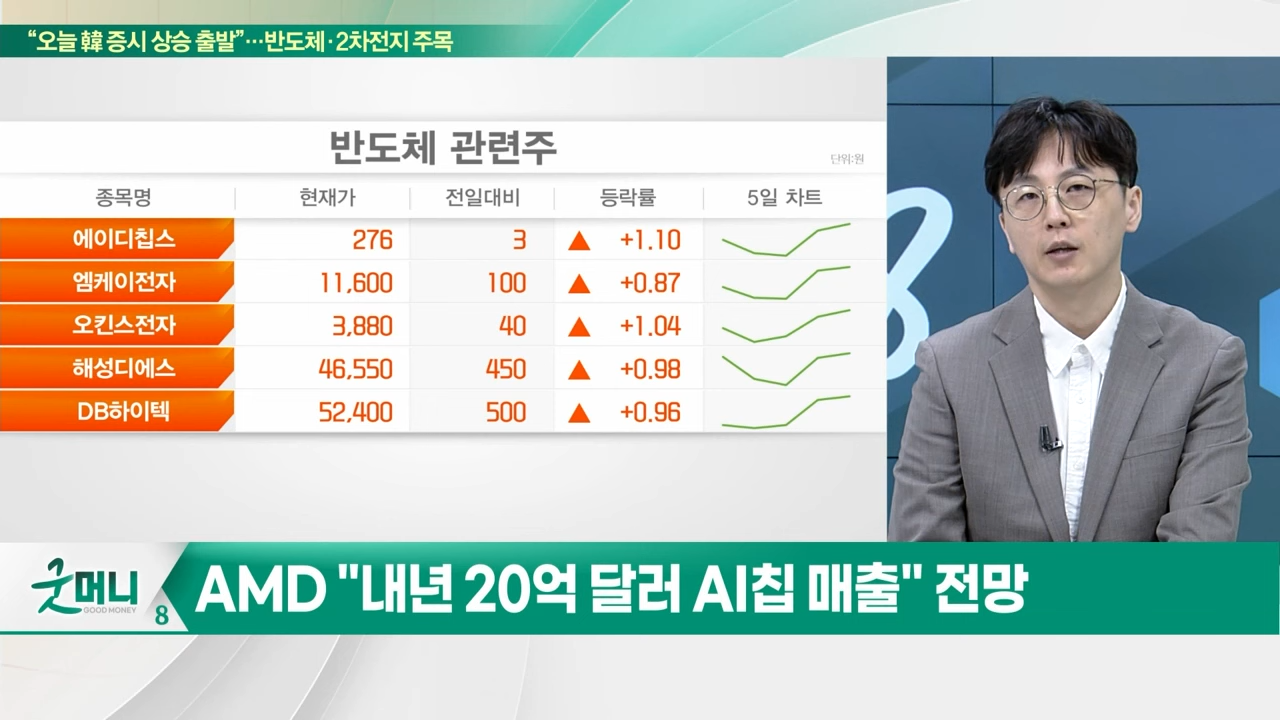 “오늘 韓 증시 상승 출발”…반도체·2차전지 주목
반도체 관련주
단위:원
종목명 현재가 전일대비 등락률 5일 차트
에이디칩스 276 3 ▲ +1.10
엠케이전자 11,600 100 ▲ +0.87
오킨스전자 3,880 40 ▲ +1.04
해성디에스 46,550 450 ▲ +0.98
DB하이텍 52,400 500 ▲ +0.96
굿머니
GOOD MONEY
8
AMD "내년 20억 달러 AI칩 매출" 전망